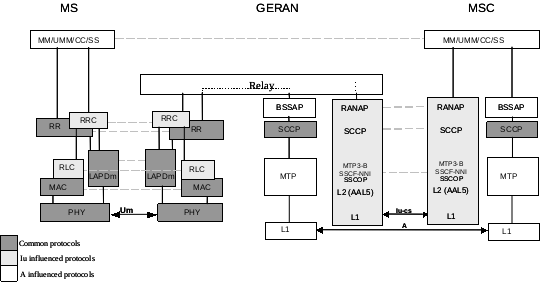 MS GERAN MSC
MM/UMM/CC/SS MM/UMM/CC/SS
Relay
BSSAP RANAP RANAP BSSAP
RR RRC RRC RR
SCCP SCCP SCCP SCCP
RLC LAPDm LAPDm RLC
MTP MTP3-B MTP3-B MTP
SSCF-NNI SSCF-NNI
SSCOP SSCOP
MAC MAC
L2 (AAL5) L2 (AAL5)
PHY Um PHY
L1 Iu-cs L1
L1 A L1
Common protocols
Iu influenced protocols
A influenced protocols